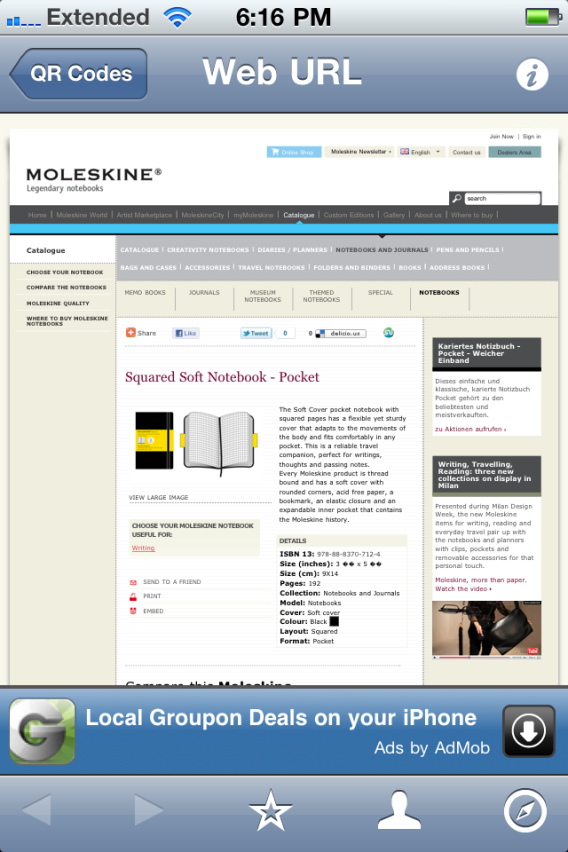 Extended 6:16 PM
QR Codes Web URL
Join Now | Sign in
Online Shop Moleskine Newsletter English Contact us Dealers Area
MOLESKINE®
Legendary notebooks
search
Home | Moleskine World | Artist Marketplace | MoleskineCity | myMoleskine | Catalogue | Custom Editions | Gallery | About us | Where to buy |
Catalogue
CHOOSE YOUR NOTEBOOK
COMPARE THE NOTEBOOKS
MOLESKINE QUALITY
WHERE TO BUY MOLESKINE
NOTEBOOKS
CATALOGUE | CREATIVITY NOTEBOOKS | DIARIES / PLANNERS | NOTEBOOKS AND JOURNALS | PENS AND PENCILS |
BAGS AND CASES | ACCESSORIES | TRAVEL NOTEBOOKS | FOLDERS AND BINDERS | BOOKS | ADDRESS BOOKS |
MEMO BOOKS JOURNALS MUSEUM NOTEBOOKS THEMED NOTEBOOKS SPECIAL NOTEBOOKS
Share Like Tweet 0 0 delicio.us
Squared Soft Notebook - Pocket
The Soft Cover pocket notebook with
squared pages has a flexible yet sturdy
cover that adapts to the movements of
the body and fits comfortably in any
pocket. This is a reliable travel
companion, perfect for writings,
thoughts and passing notes.
Every Moleskine product is thread
bound and has a soft cover with
rounded corners, acid free paper, a
bookmark, an elastic closure and an
expandable inner pocket that contains
the Moleskine history.
VIEW LARGE IMAGE
CHOOSE YOUR MOLESKINE NOTEBOOK
USEFUL FOR:
Writing
SEND TO A FRIEND
PRINT
EMBED
DETAILS
ISBN 13: 978-88-8370-712-4
Size (inches): 3 �� x 5 ��
Size (cm): 9X14
Pages: 192
Collection: Notebooks and Journals
Model: Notebooks
Cover: Soft cover
Colour: Black
Layout: Squared
Format: Pocket
Kariertes Notizbuch -
Pocket - Weicher
Einband
Dieses einfache und
klassische, karierte Notizbuch
Pocket gehört zu den
beliebtesten und
meistverkauften.
zu Aktionen aufrufen ›
Writing, Travelling,
Reading: three new
collections on display in
Milan
Presented during Milan Design
Week, the new Moleskine
items for writing, reading and
everyday travel pair up with
the notebooks and planners
with clips, pockets and
removable accessories for that
personal touch.
Moleskine, more than paper.
Watch the video ›
Compare this Moleskine
Local Groupon Deals on your iPhone
Ads by AdMob